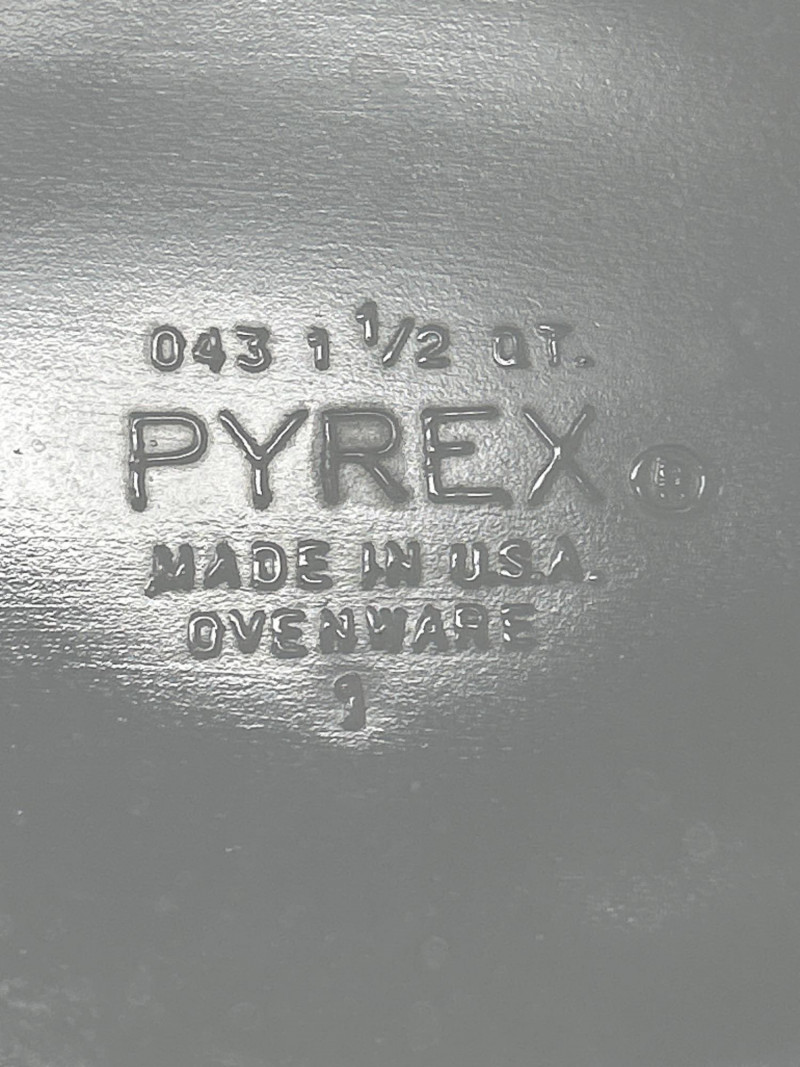 043 1 1/2 QT.
PYREX ®
MADE IN U.S.A.
OVENWARE
9